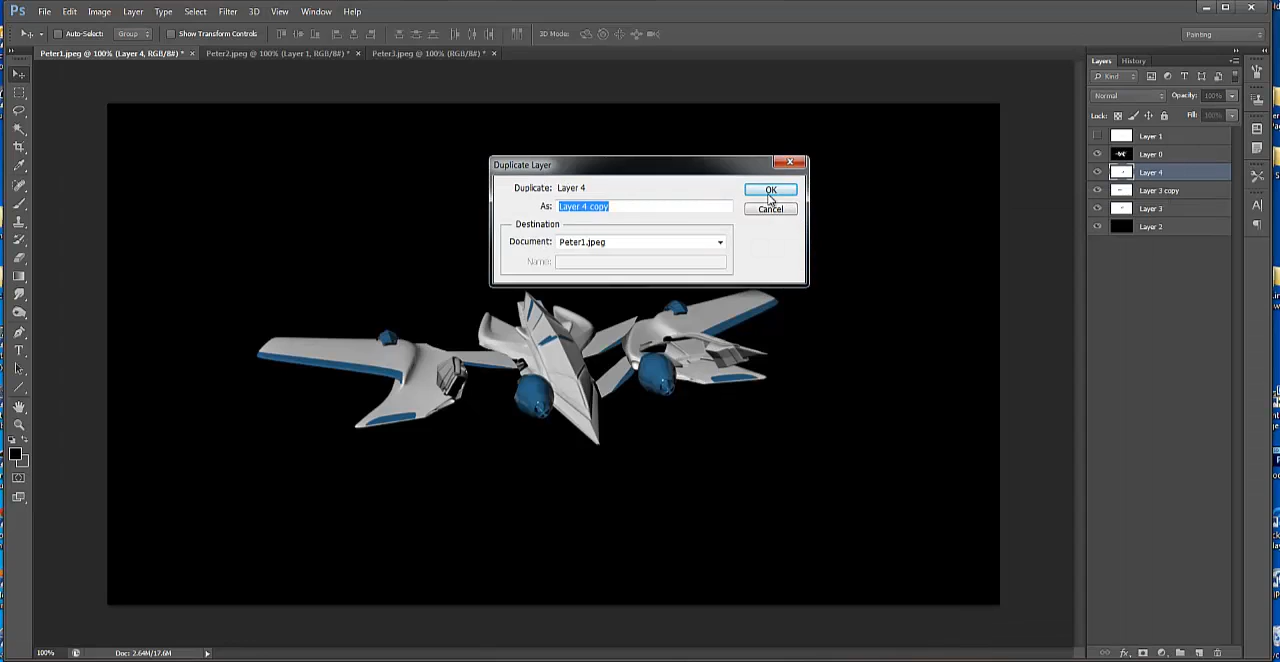 Ps File Edit Image Layer Type Select Filter 3D View Window Help
Auto-Select: Group Show Transform Controls 3D Mode: Painting
Peter1.jpeg @ 100% (Layer 4, RGB/8#) * × Peter2.jpeg @ 100% (Layer 1, RGB/8#) * × Peter3.jpeg @ 100% (RGB/8#) * ×
Layers History
Kind
Normal Opacity: 100%
Lock: Fill: 100%
Layer 1
Layer 0
Layer 4
Layer 3 copy
Layer 3
Layer 2
Duplicate Layer
Duplicate: Layer 4 OK
As: Layer 4 copy Cancel
Destination
Document: Peter1.jpeg
Name:
100% Doc: 2.64M/17.6M